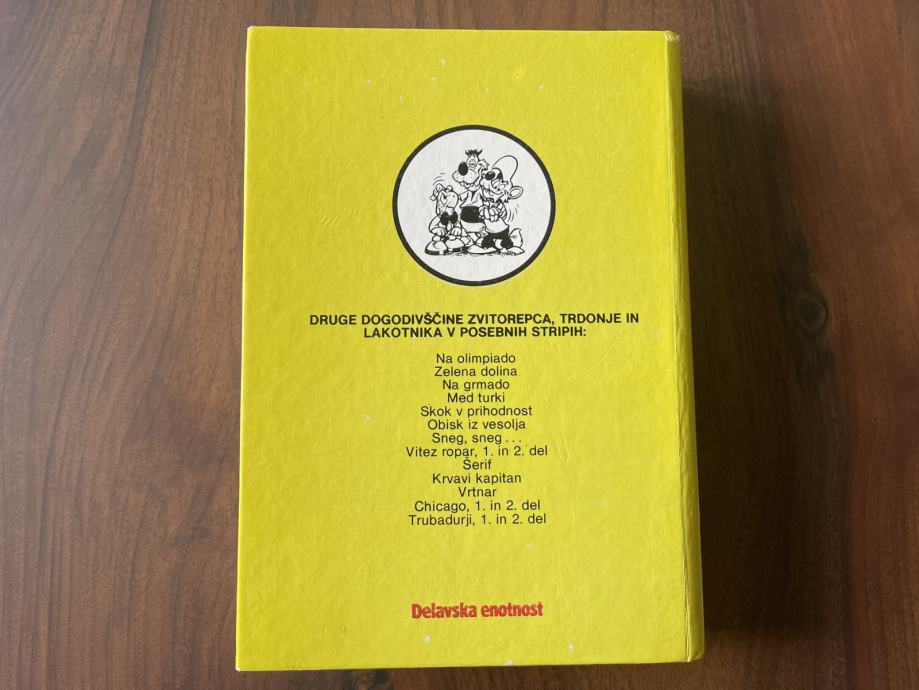 DRUGE DOGODIVŠČINE ZVITOREPCA, TRDONJE IN
LAKOTNIKA V POSEBNIH STRIPIH:
Na olimpiado
Zelena dolina
Na grmado
Med turki
Skok v prihodnost
Obisk iz vesolja
Sneg, sneg...
Vitez ropar, 1. in 2. del
Šerif
Krvavi kapitan
Vrtnar
Chicago, 1. in 2. del
Trubadurji, 1. in 2. del
Delavska enotnost